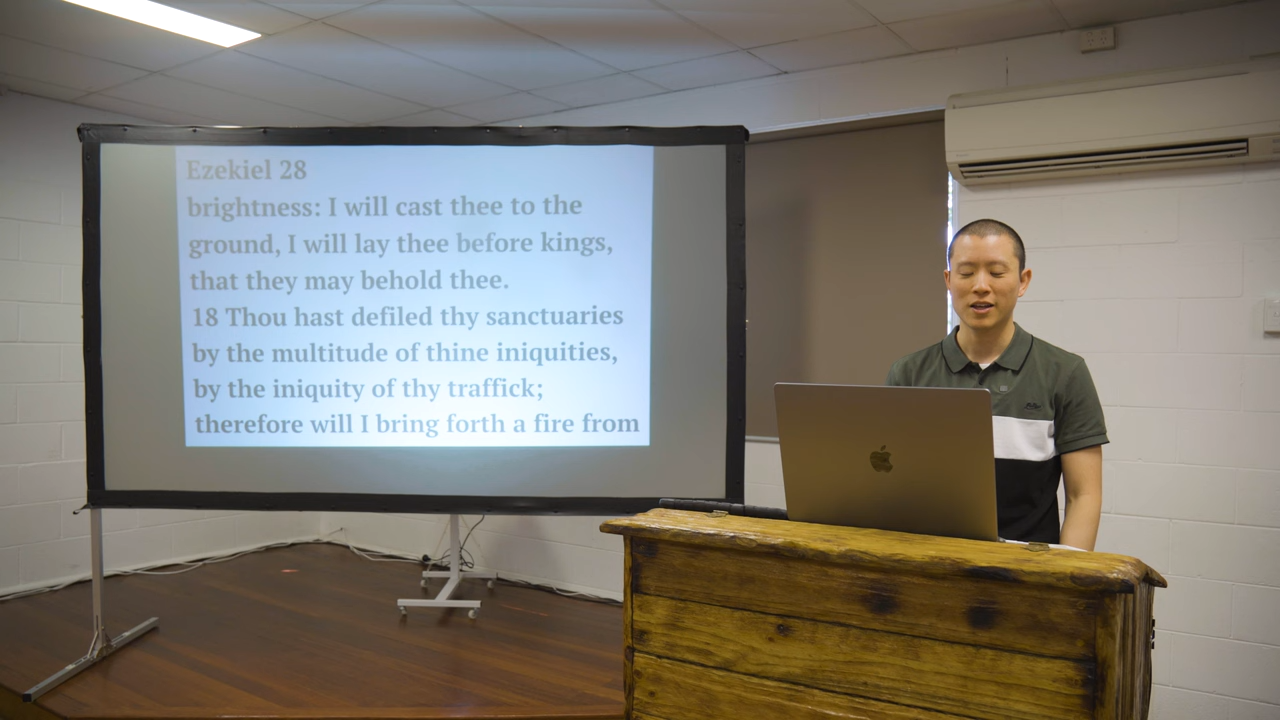 Ezekiel 28
brightness: I will cast thee to the
ground, I will lay thee before kings,
that they may behold thee.
18 Thou hast defiled thy sanctuaries
by the multitude of thine iniquities,
by the iniquity of thy traffick;
therefore will I bring forth a fire from